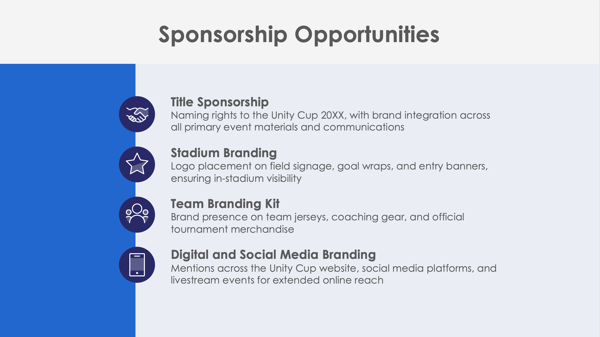 Sponsorship Opportunities
Title Sponsorship
Naming rights to the Unity Cup 20XX, with brand integration across
all primary event materials and communications
Stadium Branding
Logo placement on field signage, goal wraps, and entry banners,
ensuring in-stadium visibility
Team Branding Kit
Brand presence on team jerseys, coaching gear, and official
tournament merchandise
Digital and Social Media Branding
Mentions across the Unity Cup website, social media platforms, and
livestream events for extended online reach